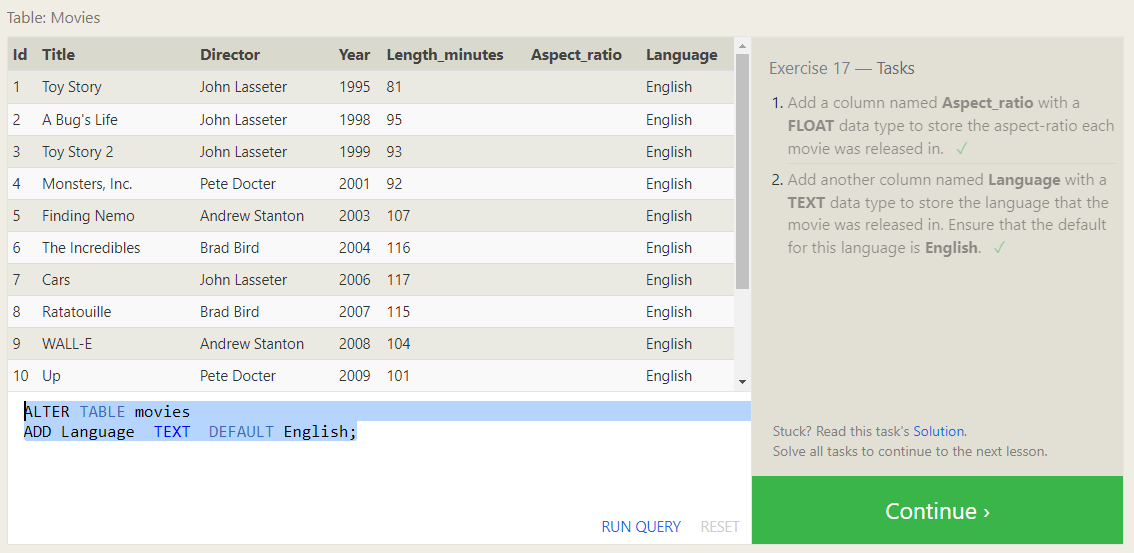 Table: Movies
Id Title Director Year Length_minutes Aspect_ratio Language
1 Toy Story John Lasseter 1995 81 English
2 A Bug's Life John Lasseter 1998 95 English
3 Toy Story 2 John Lasseter 1999 93 English
4 Monsters, Inc. Pete Docter 2001 92 English
5 Finding Nemo Andrew Stanton 2003 107 English
6 The Incredibles Brad Bird 2004 116 English
7 Cars John Lasseter 2006 117 English
8 Ratatouille Brad Bird 2007 115 English
9 WALL-E Andrew Stanton 2008 104 English
10 Up Pete Docter 2009 101 English
ALTER TABLE movies
ADD Language  TEXT  DEFAULT English;
RUN QUERY RESET
Exercise 17 — Tasks
1. Add a column named Aspect_ratio with a
FLOAT data type to store the aspect-ratio each
movie was released in. ✓
2. Add another column named Language with a
TEXT data type to store the language that the
movie was released in. Ensure that the default
for this language is English. ✓
Stuck? Read this task's Solution.
Solve all tasks to continue to the next lesson.
Continue ›